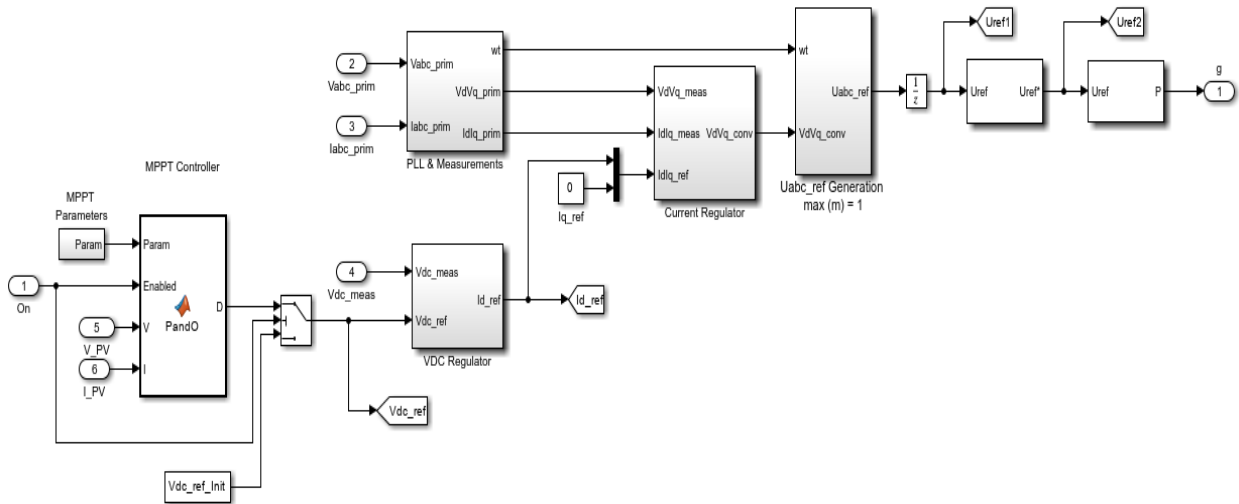 2
Vabc_prim
3
Iabc_prim
Vabc_prim
Iabc_prim
wt
VdVq_prim
IdIq_prim
PLL & Measurements
VdVq_meas
IdIq_meas
IdIq_ref
VdVq_conv
Current Regulator
0
Iq_ref
wt
VdVq_conv
Uabc_ref
Uabc_ref Generation
max (m) = 1
1
z
Uref1
Uref
Uref*
Uref2
Uref
P
g
1
MPPT Controller
MPPT
Parameters
Param
1
On
5
V_PV
6
I_PV
Param
Enabled
V
I
D
PandO
Vdc_ref_Init
4
Vdc_meas
Vdc_meas
Vdc_ref
Id_ref
VDC Regulator
Id_ref
Vdc_ref